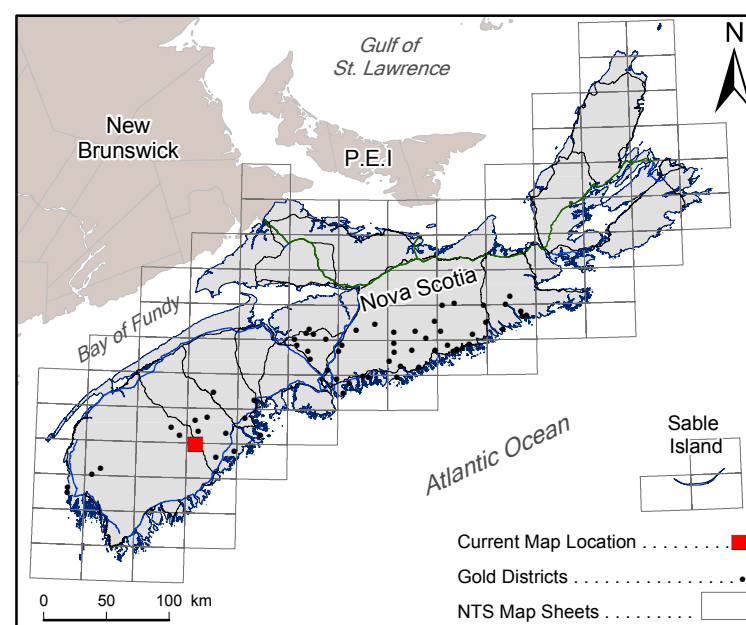 Gulf of
St. Lawrence
N
New
Brunswick
P.E.I
Nova Scotia
Bay of Fundy
Sable
Island
Atlantic Ocean
Current Map Location . . . . . . . . .
Gold Districts . . . . . . . . . . . . . . . .
NTS Map Sheets . . . . . . . . .
0 50 100 km